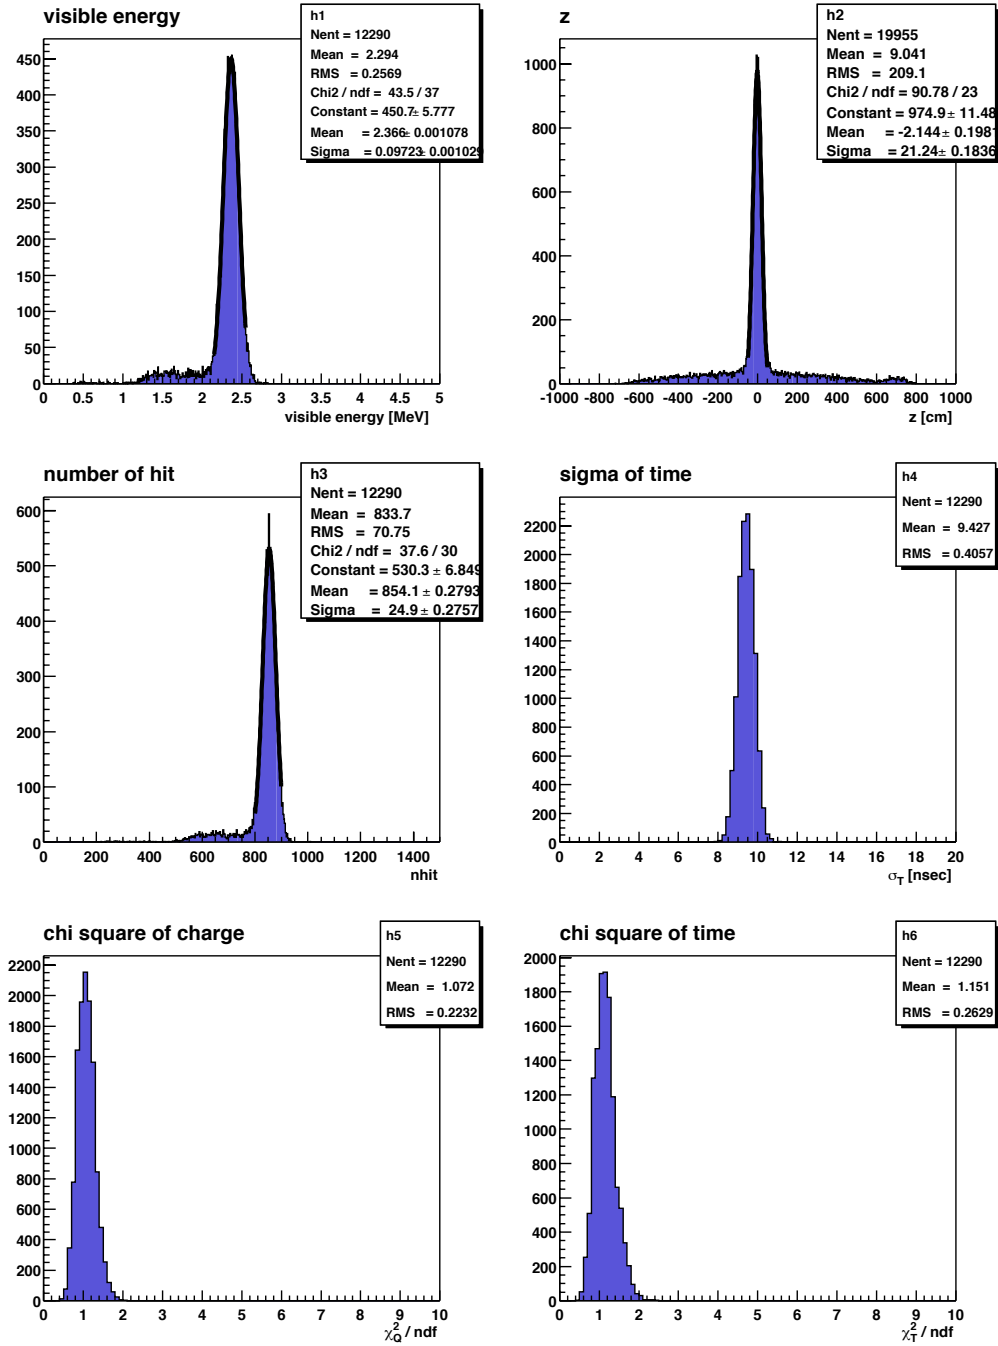 visible energy
h1
Nent = 12290
Mean = 2.294
RMS = 0.2569
Chi2 / ndf = 43.5 / 37
Constant = 450.7 ± 5.777
Mean = 2.366 ± 0.001078
Sigma = 0.09723 ± 0.001029
450
400
350
300
250
200
150
100
50
0
0 0.5 1 1.5 2 2.5 3 3.5 4 4.5 5
visible energy [MeV]
z
h2
Nent = 19955
Mean = 9.041
RMS = 209.1
Chi2 / ndf = 90.78 / 23
Constant = 974.9 ± 11.48
Mean = -2.144 ± 0.1981
Sigma = 21.24 ± 0.1836
1000
800
600
400
200
0
-1000 -800 -600 -400 -200 0 200 400 600 800 1000
z [cm]
number of hit
h3
Nent = 12290
Mean = 833.7
RMS = 70.75
Chi2 / ndf = 37.6 / 30
Constant = 530.3 ± 6.849
Mean = 854.1 ± 0.2793
Sigma = 24.9 ± 0.2757
600
500
400
300
200
100
0
0 200 400 600 800 1000 1200 1400
nhit
sigma of time
h4
Nent = 12290
Mean = 9.427
RMS = 0.4057
2200
2000
1800
1600
1400
1200
1000
800
600
400
200
0
0 2 4 6 8 10 12 14 16 18 20
σT [nsec]
chi square of charge
h5
Nent = 12290
Mean = 1.072
RMS = 0.2232
2200
2000
1800
1600
1400
1200
1000
800
600
400
200
0
0 1 2 3 4 5 6 7 8 9 10
χ²Q / ndf
chi square of time
h6
Nent = 12290
Mean = 1.151
RMS = 0.2629
2000
1800
1600
1400
1200
1000
800
600
400
200
0
0 1 2 3 4 5 6 7 8 9 10
χ²T / ndf